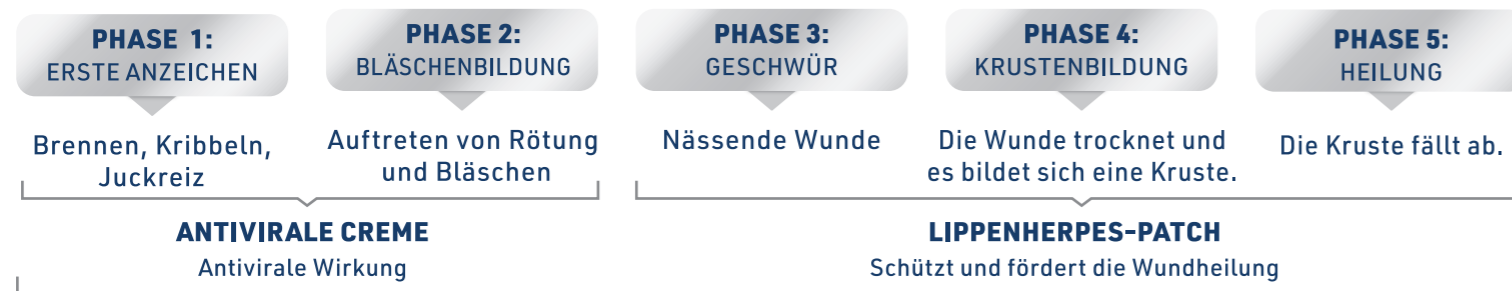 PHASE 1:
ERSTE ANZEICHEN
Brennen, Kribbeln,
Juckreiz
PHASE 2:
BLÄSCHENBILDUNG
Auftreten von Rötung
und Bläschen
PHASE 3:
GESCHWÜR
Nässende Wunde
PHASE 4:
KRUSTENBILDUNG
Die Wunde trocknet und
es bildet sich eine Kruste.
PHASE 5:
HEILUNG
Die Kruste fällt ab.
ANTIVIRALE CREME
Antivirale Wirkung
LIPPENHERPES-PATCH
Schützt und fördert die Wundheilung